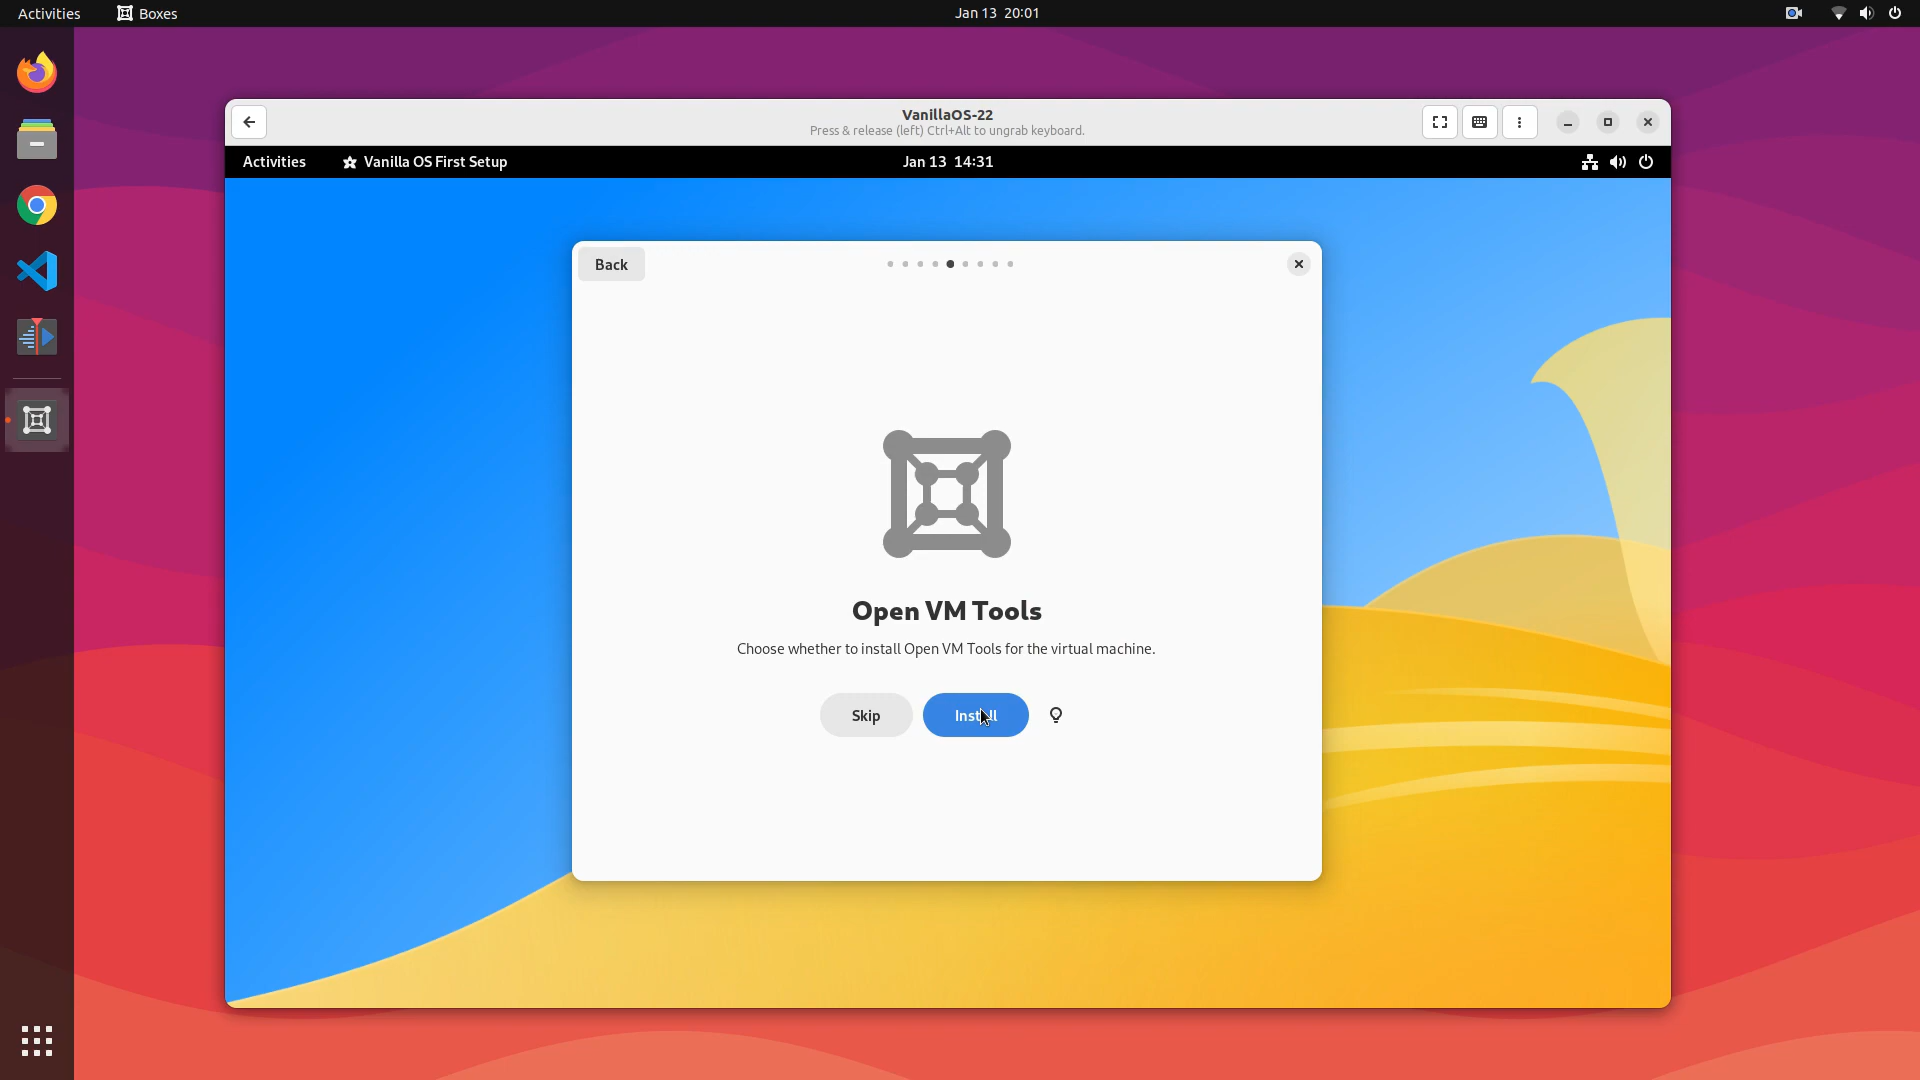 Activities Boxes Jan 13 20:01
VanillaOS-22
Press & release (left) Ctrl+Alt to ungrab keyboard.
Activities Vanilla OS First Setup Jan 13 14:31
Back
Open VM Tools
Choose whether to install Open VM Tools for the virtual machine.
Skip Install